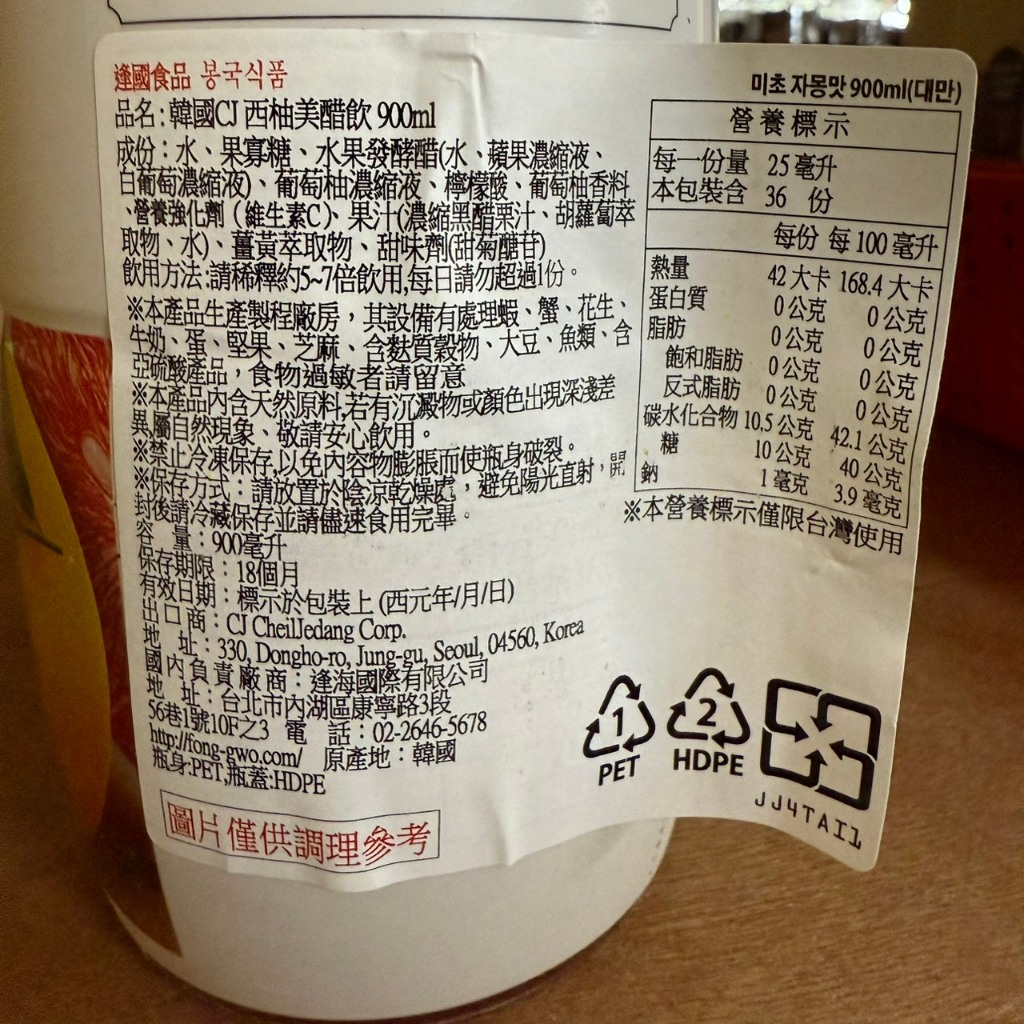 逢國食品 봉국식품
品名:韓國CJ 西柚美醋飲 900ml
成份:水、果寡糖、水果發酵醋(水、蘋果濃縮液、
白葡萄濃縮液)、葡萄柚濃縮液、檸檬酸、葡萄柚香料
、營養強化劑(維生素C)、果汁(濃縮黑醋栗汁、胡蘿蔔萃
取物、水)、薑黃萃取物、甜味劑(甜菊醣苷)
飲用方法:請稀釋約5~7倍飲用,每日請勿超過1份。
※本產品生產製程廠房,其設備有處理蝦、蟹、花生、
牛奶、蛋、堅果、芝麻、含麩質穀物、大豆、魚類、含
亞硫酸產品,食物過敏者請留意
※本產品內含天然原料,若有沉澱物或顏色出現深淺差
異,屬自然現象、敬請安心飲用。
※禁止冷凍保存,以免內容物膨脹而使瓶身破裂。
※保存方式:請放置於陰涼乾燥處,避免陽光直射,開
封後請冷藏保存並請儘速食用完畢。
容 量:900毫升
保存期限:18個月
有效日期:標示於包裝上(西元年/月/日)
出口商:CJ CheilJedang Corp.
地 址:330, Dongho-ro, Jung-gu, Seoul, 04560, Korea
國內負責廠商:逢海國際有限公司
地 址:台北市內湖區康寧路3段
56巷1號10F之3 電 話:02-2646-5678
http://fong-gwo.com/ 原產地:韓國
瓶身:PET,瓶蓋:HDPE
圖片僅供調理參考
미초 자몽맛 900ml(대만)
營養標示
每一份量 25 毫升
本包裝含 36 份
每份 每100毫升
熱量 42大卡 168.4大卡
蛋白質 0公克 0公克
脂肪 0公克 0公克
飽和脂肪 0公克 0公克
反式脂肪 0公克 0公克
碳水化合物 10.5公克 42.1公克
糖 10公克 40公克
鈉 1毫克 3.9毫克
※本營養標示僅限台灣使用
1 2
PET HDPE
JJ4TAI1